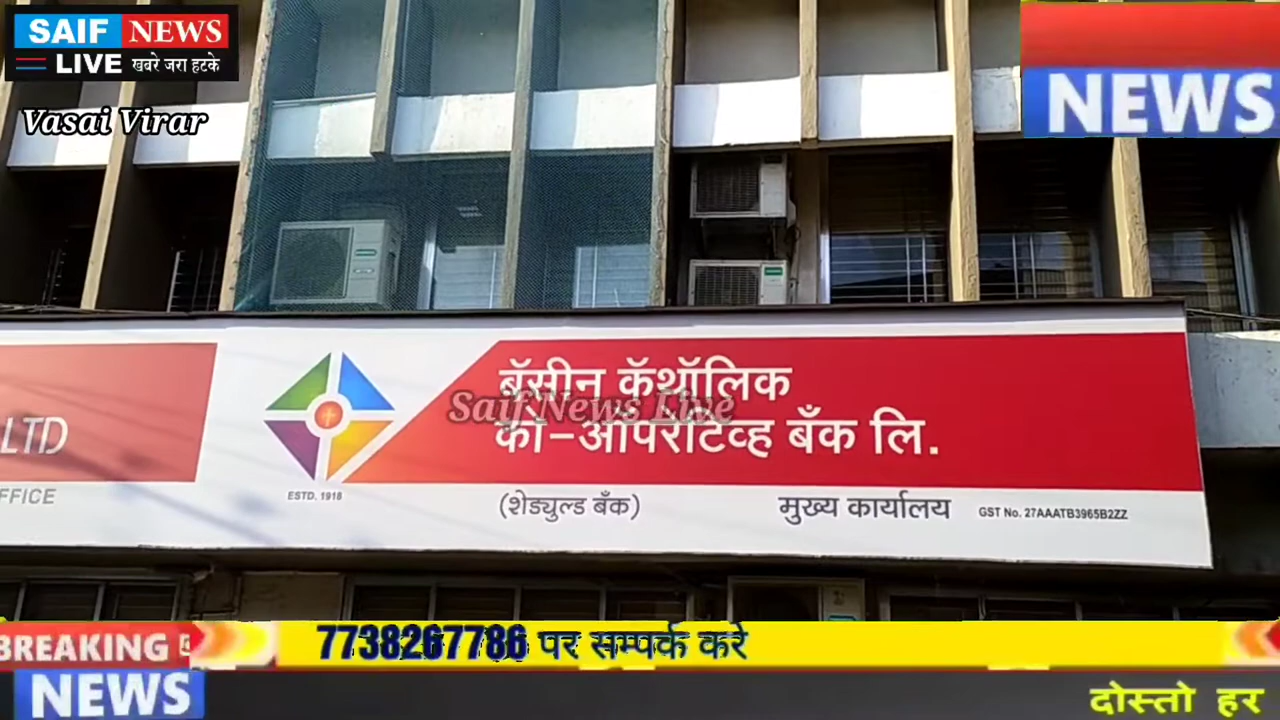 SAIF NEWS
LIVE खबरे जरा हटके
Vasai Virar
NEWS
बॅसीन कॅथॉलिक
को-ऑपरेटिव्ह बँक लि.
Saif News Live
LTD
OFFICE
ESTD. 1918
(शेड्युल्ड बँक)
मुख्य कार्यालय
GST No. 27AAATB3965B2ZZ
BREAKING
NEWS
7738267786 पर सम्पर्क करे
दोस्तो हर